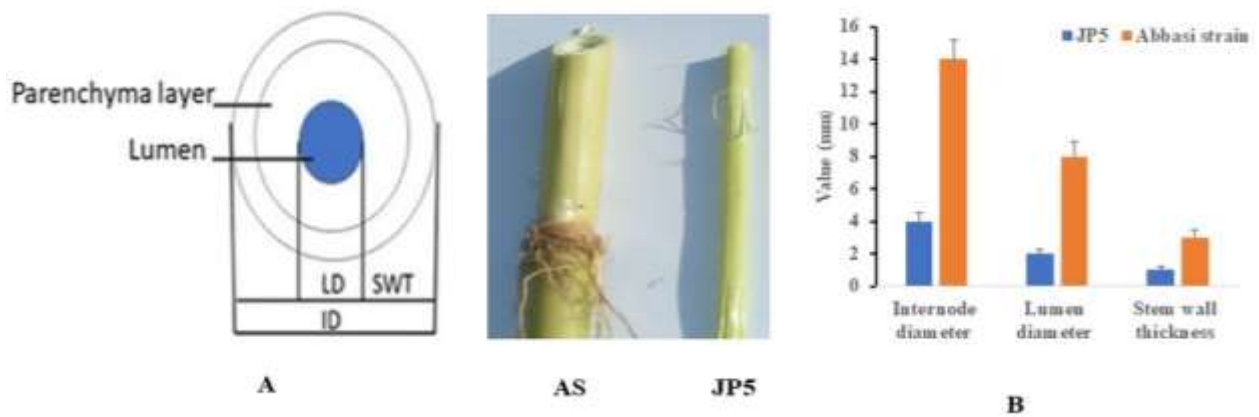 Parenchyma layer
Lumen
LD SWT
ID
A
AS JP5
JP5 Abbasi strain
Value (mm)
16
14
12
10
8
6
4
2
0
Internode diameter
Lumen diameter
Stem wall thickness
B